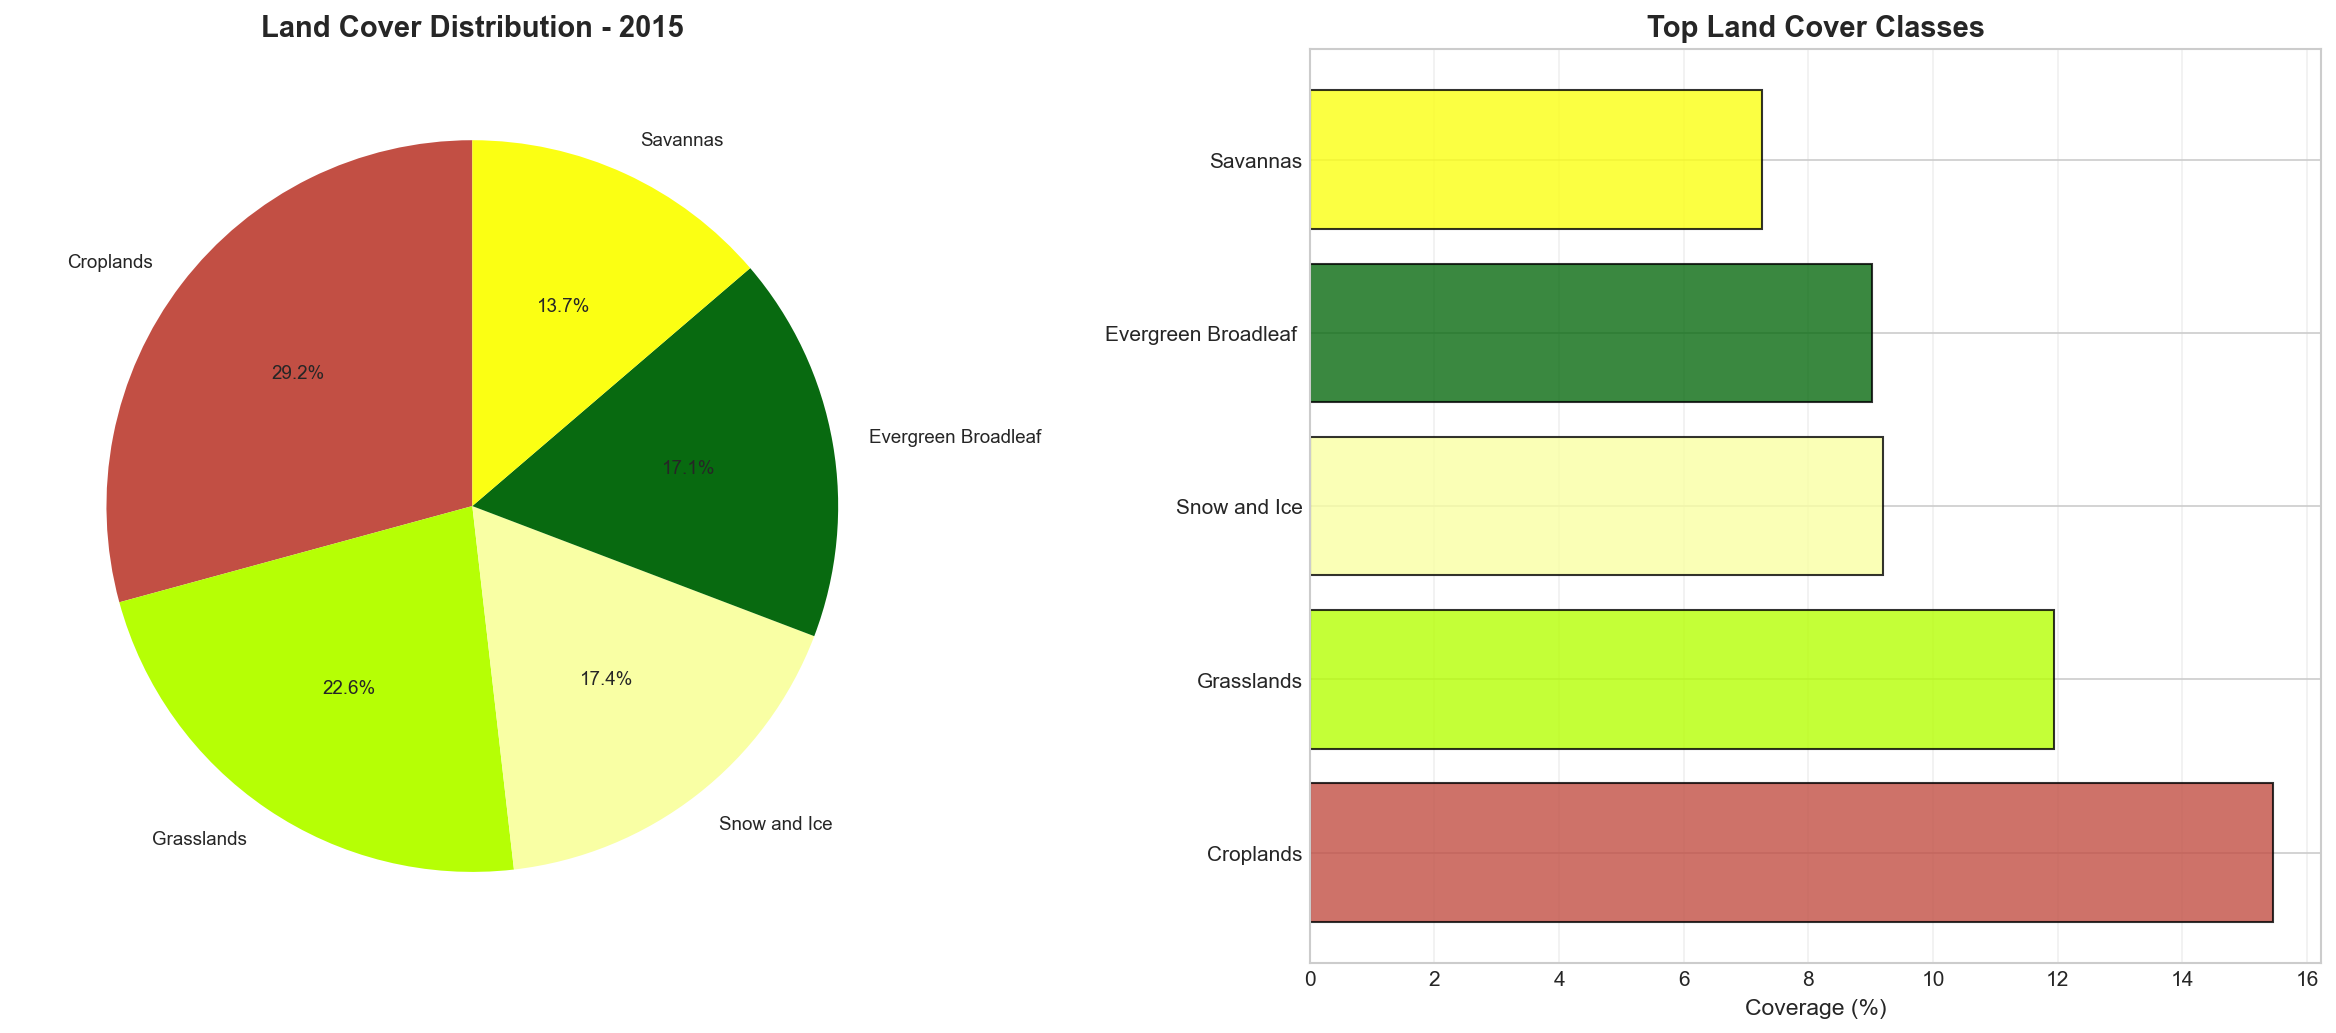 Land Cover Distribution - 2015
Savannas
Croplands
13.7%
29.2%
Evergreen Broadleaf
17.1%
17.4%
22.6%
Snow and Ice
Grasslands
Top Land Cover Classes
Savannas
Evergreen Broadleaf
Snow and Ice
Grasslands
Croplands
0 2 4 6 8 10 12 14 16
Coverage (%)